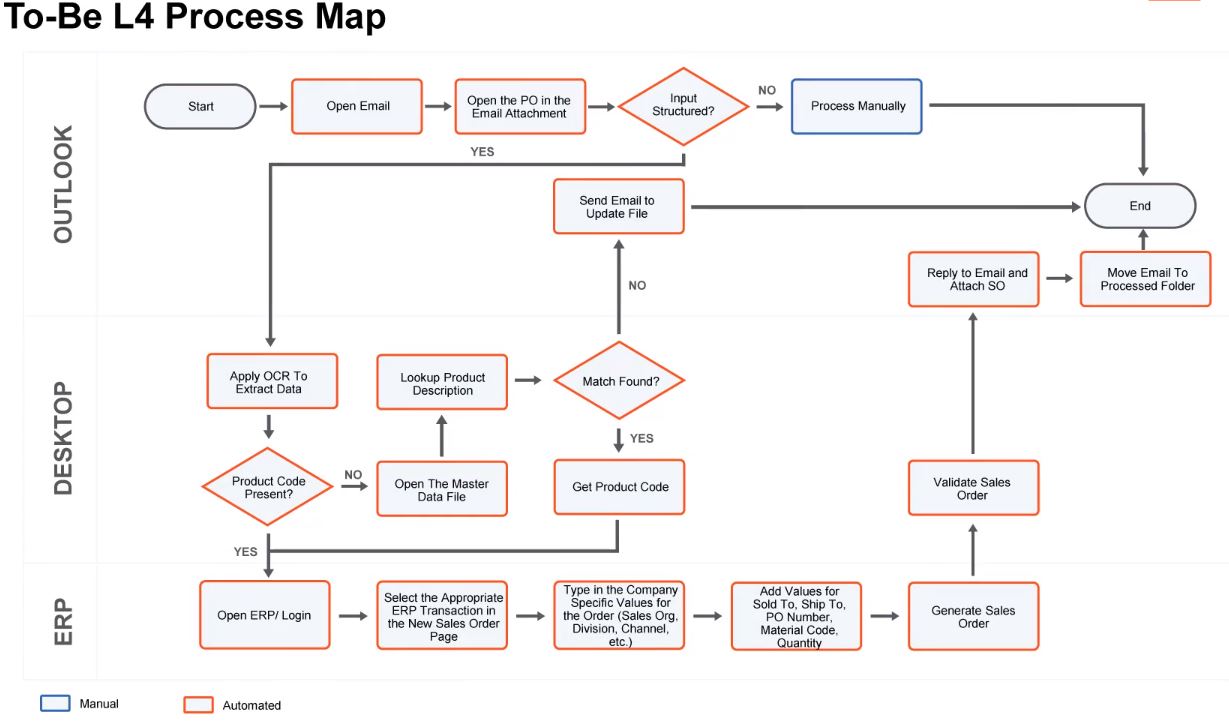 To-Be L4 Process Map
OUTLOOK
Start
Open Email
Open the PO in the
Email Attachment
Input
Structured?
NO
Process Manually
YES
Send Email to
Update File
End
NO
Reply to Email and
Attach SO
Move Email To
Processed Folder
DESKTOP
Apply OCR To
Extract Data
Lookup Product
Description
Match Found?
YES
Product Code
Present?
NO
Open The Master
Data File
Get Product Code
Validate Sales
Order
YES
ERP
Open ERP/ Login
Select the Appropriate
ERP Transaction in
the New Sales Order
Page
Type in the Company
Specific Values for
the Order (Sales Org,
Division, Channel,
etc.)
Add Values for
Sold To, Ship To,
PO Number,
Material Code,
Quantity
Generate Sales
Order
Manual
Automated